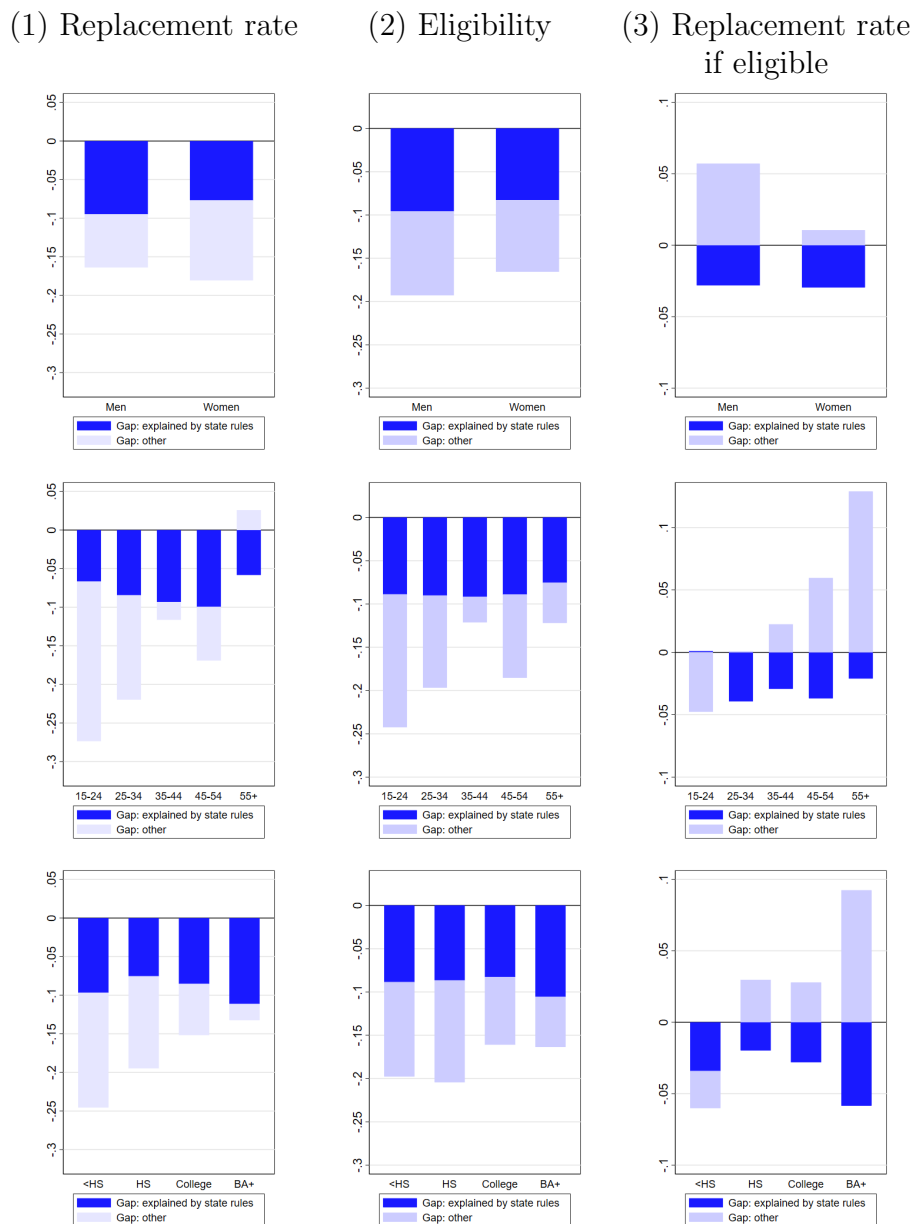 (1) Replacement rate
(2) Eligibility
(3) Replacement rate
if eligible
.05
0
-.05
-.1
-.15
-.2
-.25
-.3
Men
Women
Gap: explained by state rules
Gap: other
0
-.05
-.1
-.15
-.2
-.25
-.3
Men
Women
Gap: explained by state rules
Gap: other
.1
.05
0
-.05
-.1
Men
Women
Gap: explained by state rules
Gap: other
.05
0
-.05
-.1
-.15
-.2
-.25
-.3
15-24 25-34 35-44 45-54 55+
Gap: explained by state rules
Gap: other
0
-.05
-.1
-.15
-.2
-.25
-.3
15-24 25-34 35-44 45-54 55+
Gap: explained by state rules
Gap: other
.1
.05
0
-.05
-.1
15-24 25-34 35-44 45-54 55+
Gap: explained by state rules
Gap: other
.05
0
-.05
-.1
-.15
-.2
-.25
-.3
<HS HS College BA+
Gap: explained by state rules
Gap: other
0
-.05
-.1
-.15
-.2
-.25
-.3
<HS HS College BA+
Gap: explained by state rules
Gap: other
.1
.05
0
-.05
-.1
<HS HS College BA+
Gap: explained by state rules
Gap: other